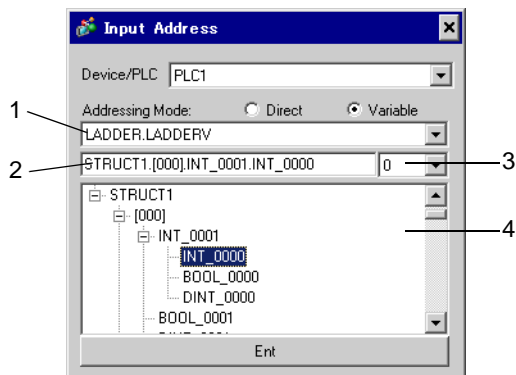 Input Address
Device/PLC PLC1
Addressing Mode: Direct Variable
1 LADDER.LADDERV
2 STRUCT1.[000].INT_0001.INT_0000 0 3
STRUCT1
[000]
4
INT_0001
INT_0000
BOOL_0000
DINT_0000
BOOL_0001
Ent